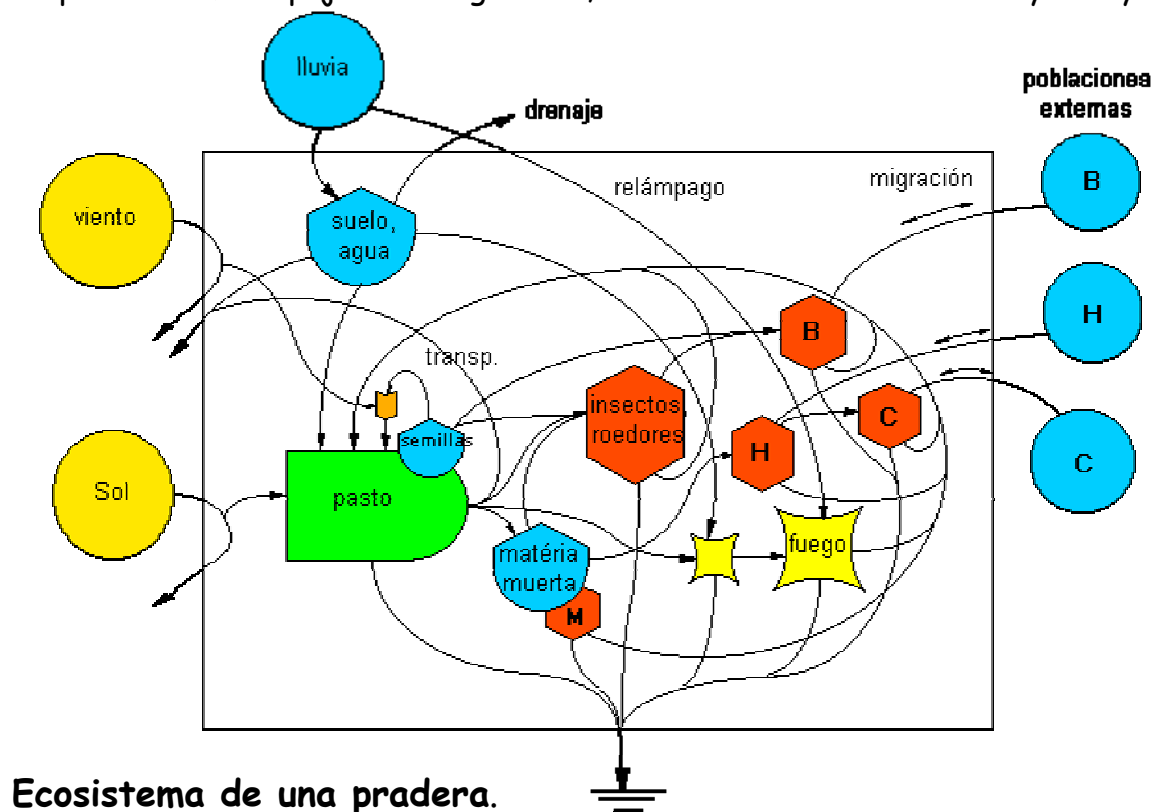 lluvia
drenaje
poblaciones
externas
relámpago
migración
B
viento
suelo,
agua
H
B
transp.
insectos
roedores
C
semillas
H
C
Sol
pasto
matéria
muerta
fuego
M
Ecosistema de una pradera.